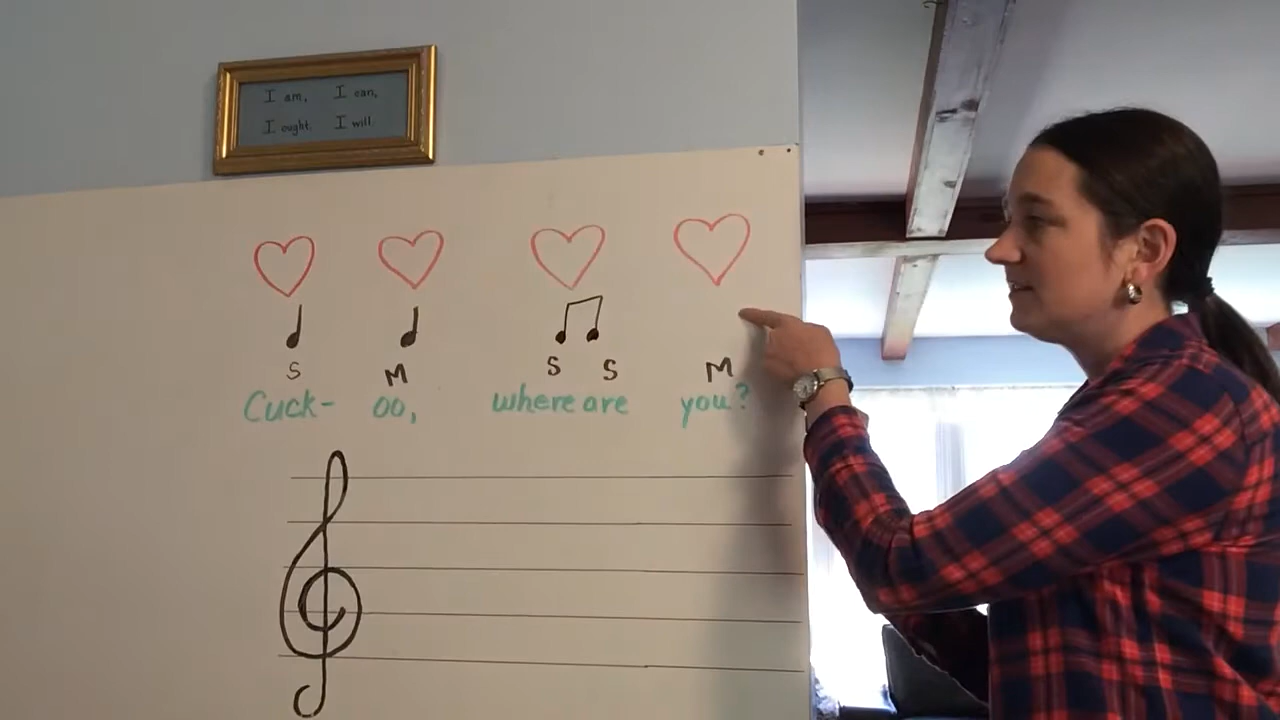 I am, I can,
I ought, I will.
S M S S M
Cuck- oo, where are you?